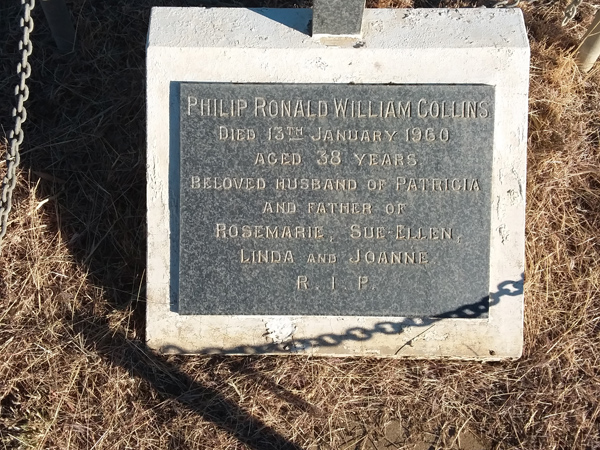 PHILIP RONALD WILLIAM COLLINS
DIED 13TH JANUARY 1960
AGED 38 YEARS
BELOVED HUSBAND OF PATRICIA
AND FATHER OF
ROSEMARIE, SUE-ELLEN,
LINDA AND JOANNE
R.I.P